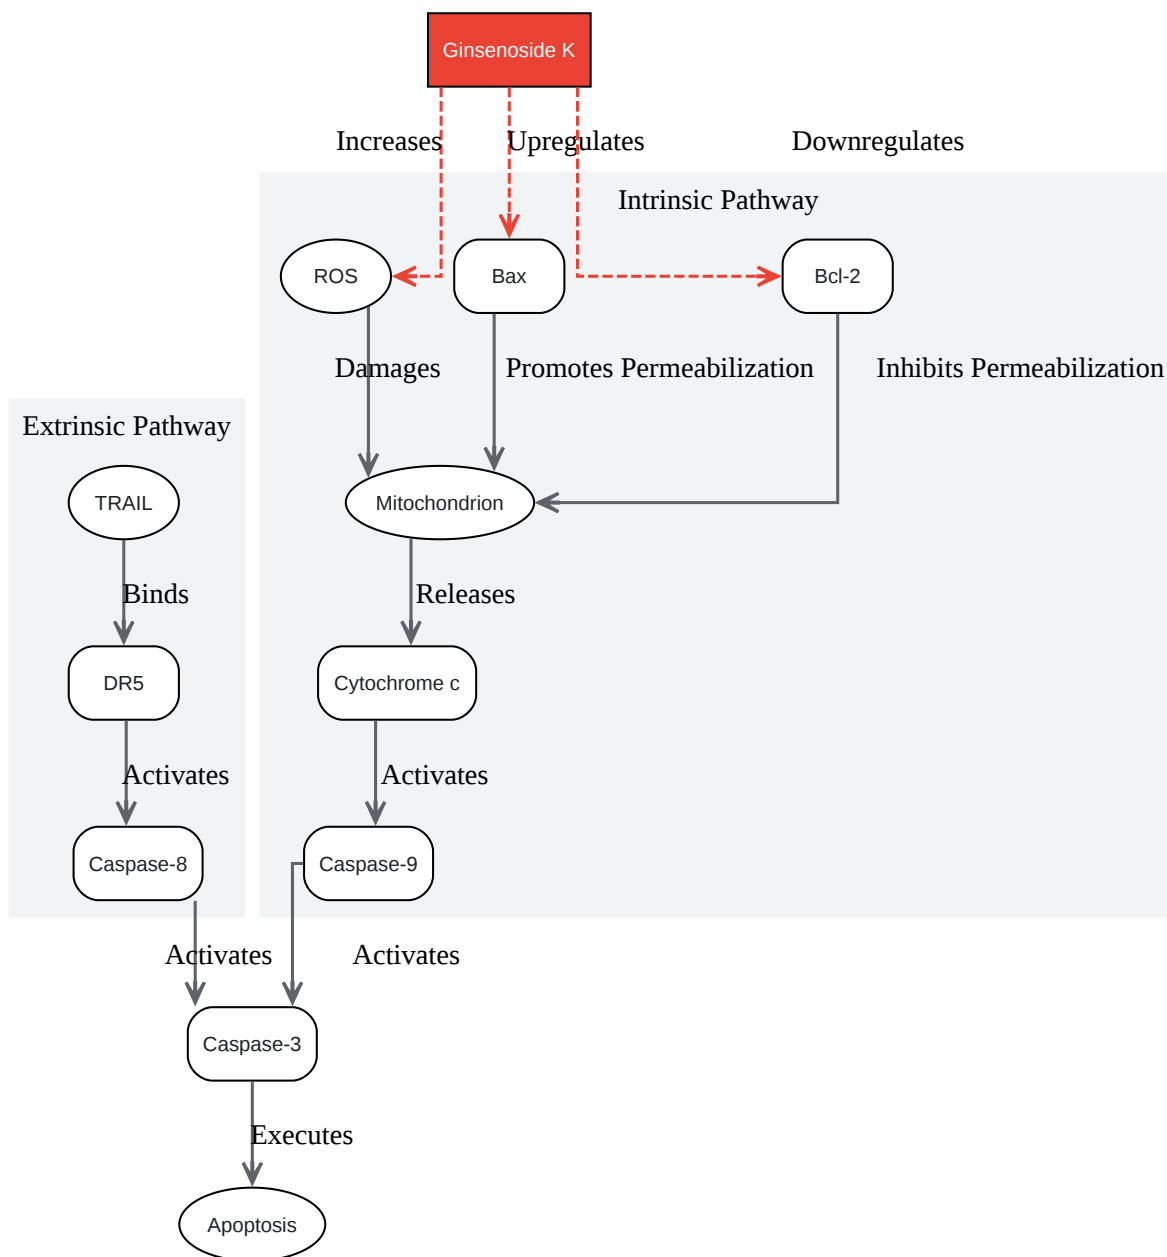 Ginsenoside K
Increases
Upregulates
Downregulates
Intrinsic Pathway
ROS
Bax
Bcl-2
Damages
Promotes Permeabilization
Inhibits Permeabilization
Extrinsic Pathway
TRAIL
Mitochondrion
Binds
Releases
DR5
Cytochrome c
Activates
Activates
Caspase-8
Caspase-9
Activates
Activates
Caspase-3
Executes
Apoptosis